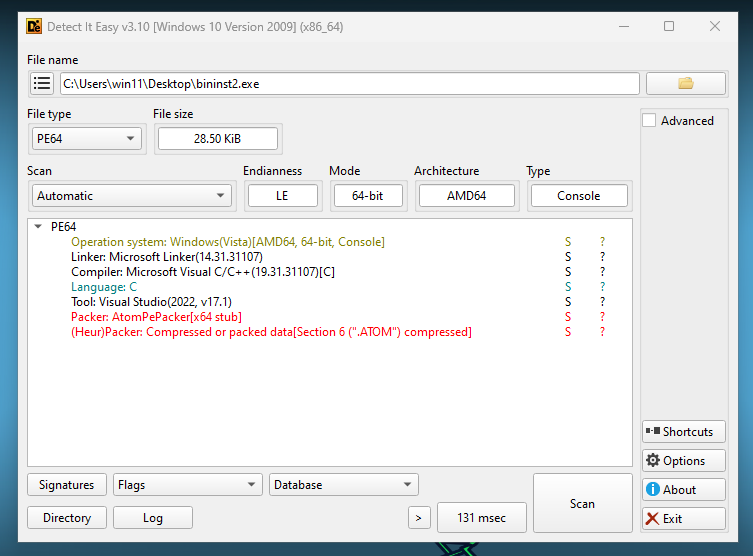 Detect It Easy v3.10 [Windows 10 Version 2009] (x86_64)
File name
C:\Users\win11\Desktop\bininst2.exe
File type
File size
PE64
28.50 KiB
Advanced
Scan
Endianness
Mode
Architecture
Type
Automatic
LE
64-bit
AMD64
Console
PE64
Operation system: Windows(Vista)[AMD64, 64-bit, Console] S ?
Linker: Microsoft Linker(14.31.31107) S ?
Compiler: Microsoft Visual C/C++(19.31.31107)[C] S ?
Language: C S ?
Tool: Visual Studio(2022, v17.1) S ?
Packer: AtomPePacker[x64 stub] S ?
(Heur)Packer: Compressed or packed data[Section 6 (".ATOM") compressed] S ?
Shortcuts
Options
About
Exit
Signatures
Flags
Database
Scan
Directory
Log
>
131 msec